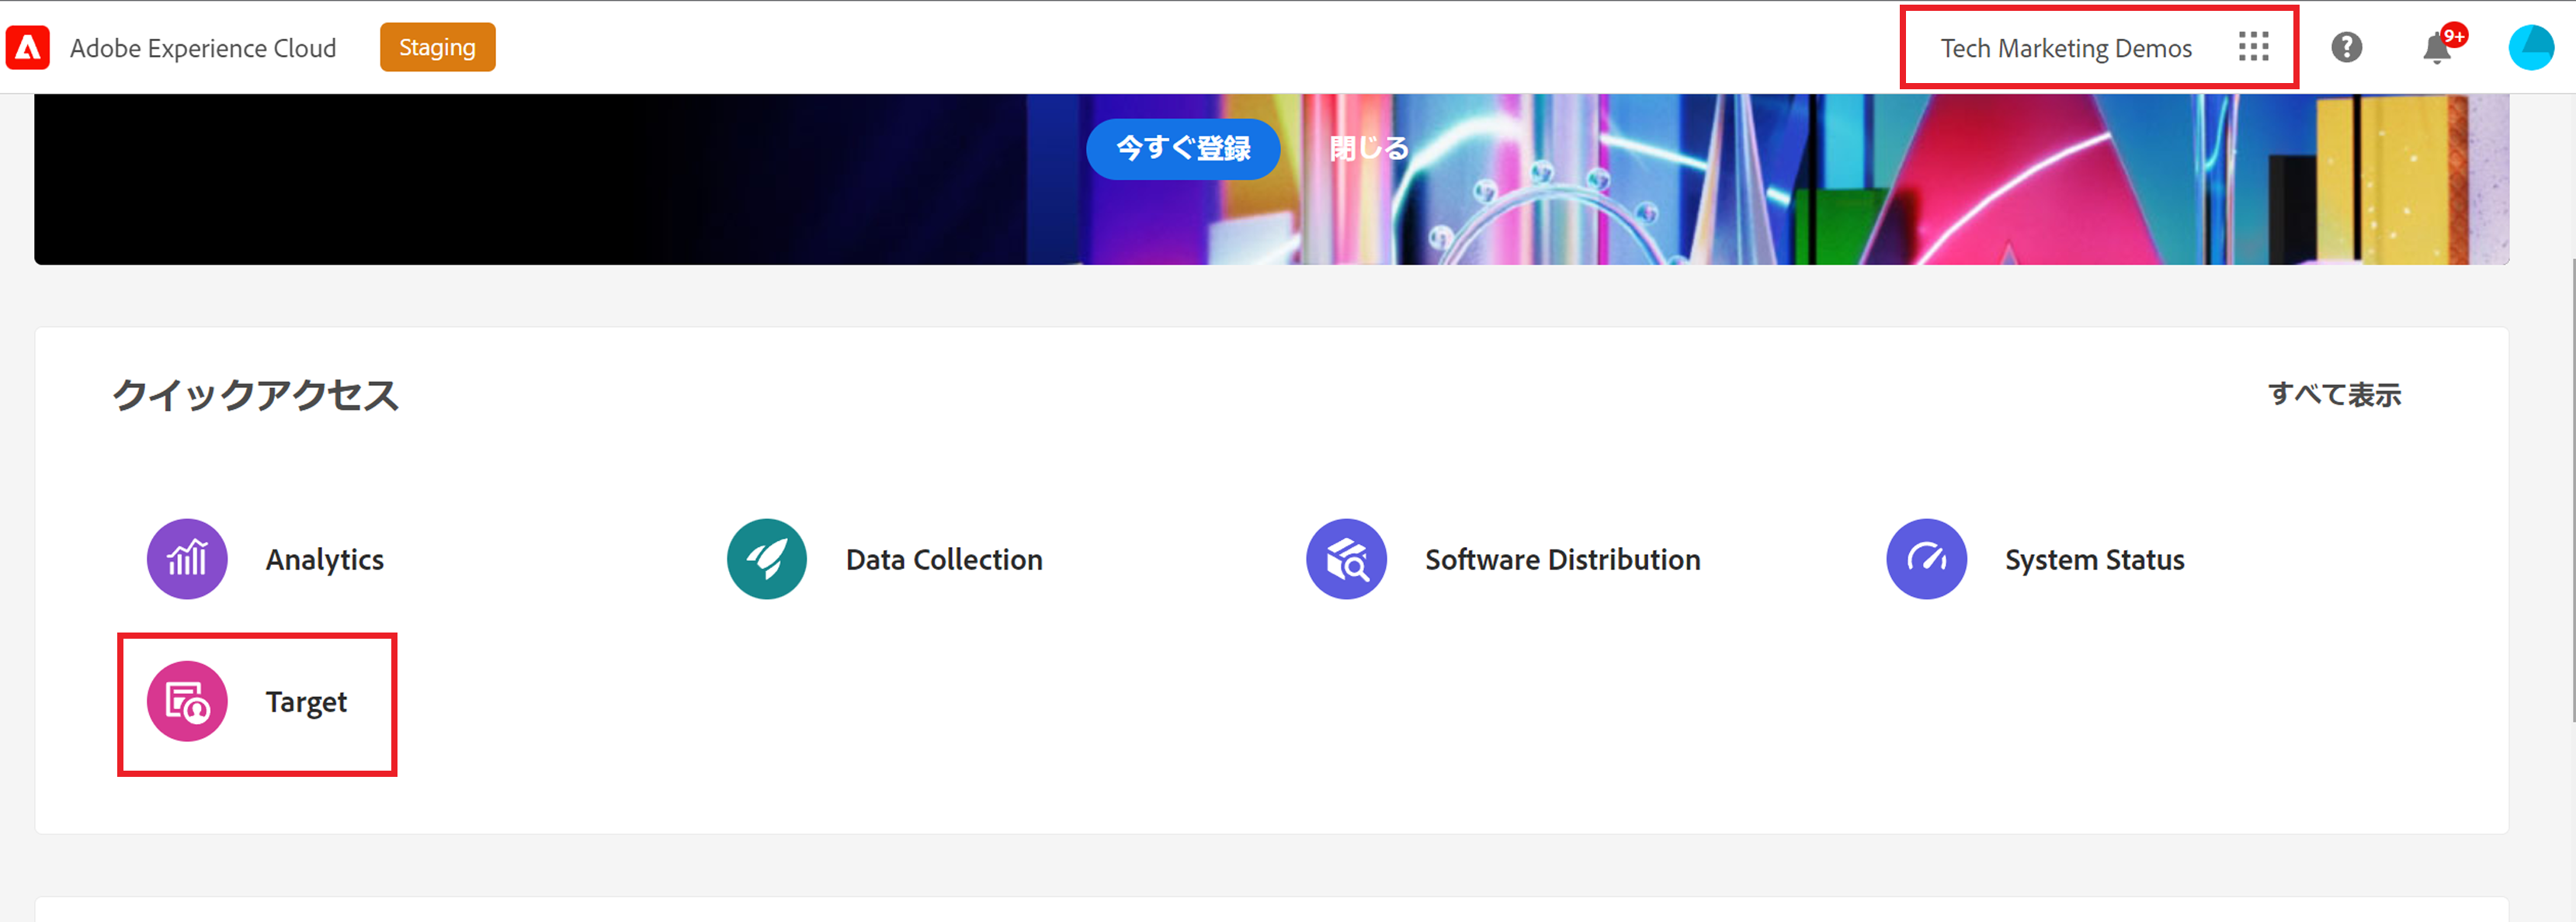 Adobe Experience Cloud
Staging
Tech Marketing Demos
9+
今すぐ登録
閉じる
クイックアクセス
すべて表示
Analytics
Data Collection
Software Distribution
System Status
Target